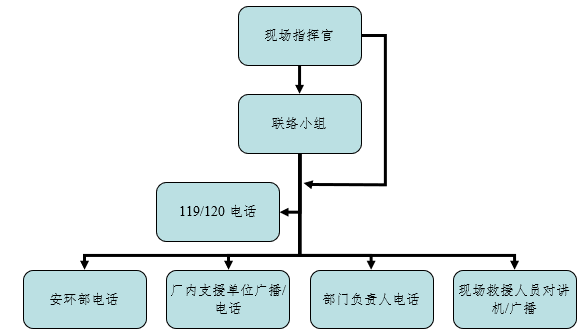 现场指挥官
联络小组
119/120 电话
安环部电话
厂内支援单位广播/
电话
部门负责人电话
现场救援人员对讲
机/广播